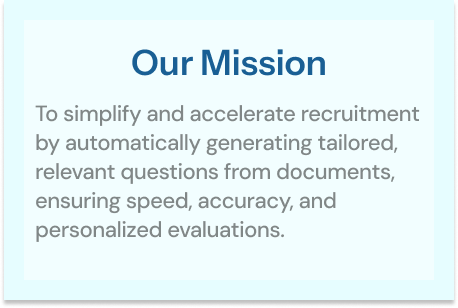 Our Mission
To simplify and accelerate recruitment
by automatically generating tailored,
relevant questions from documents,
ensuring speed, accuracy, and
personalized evaluations.